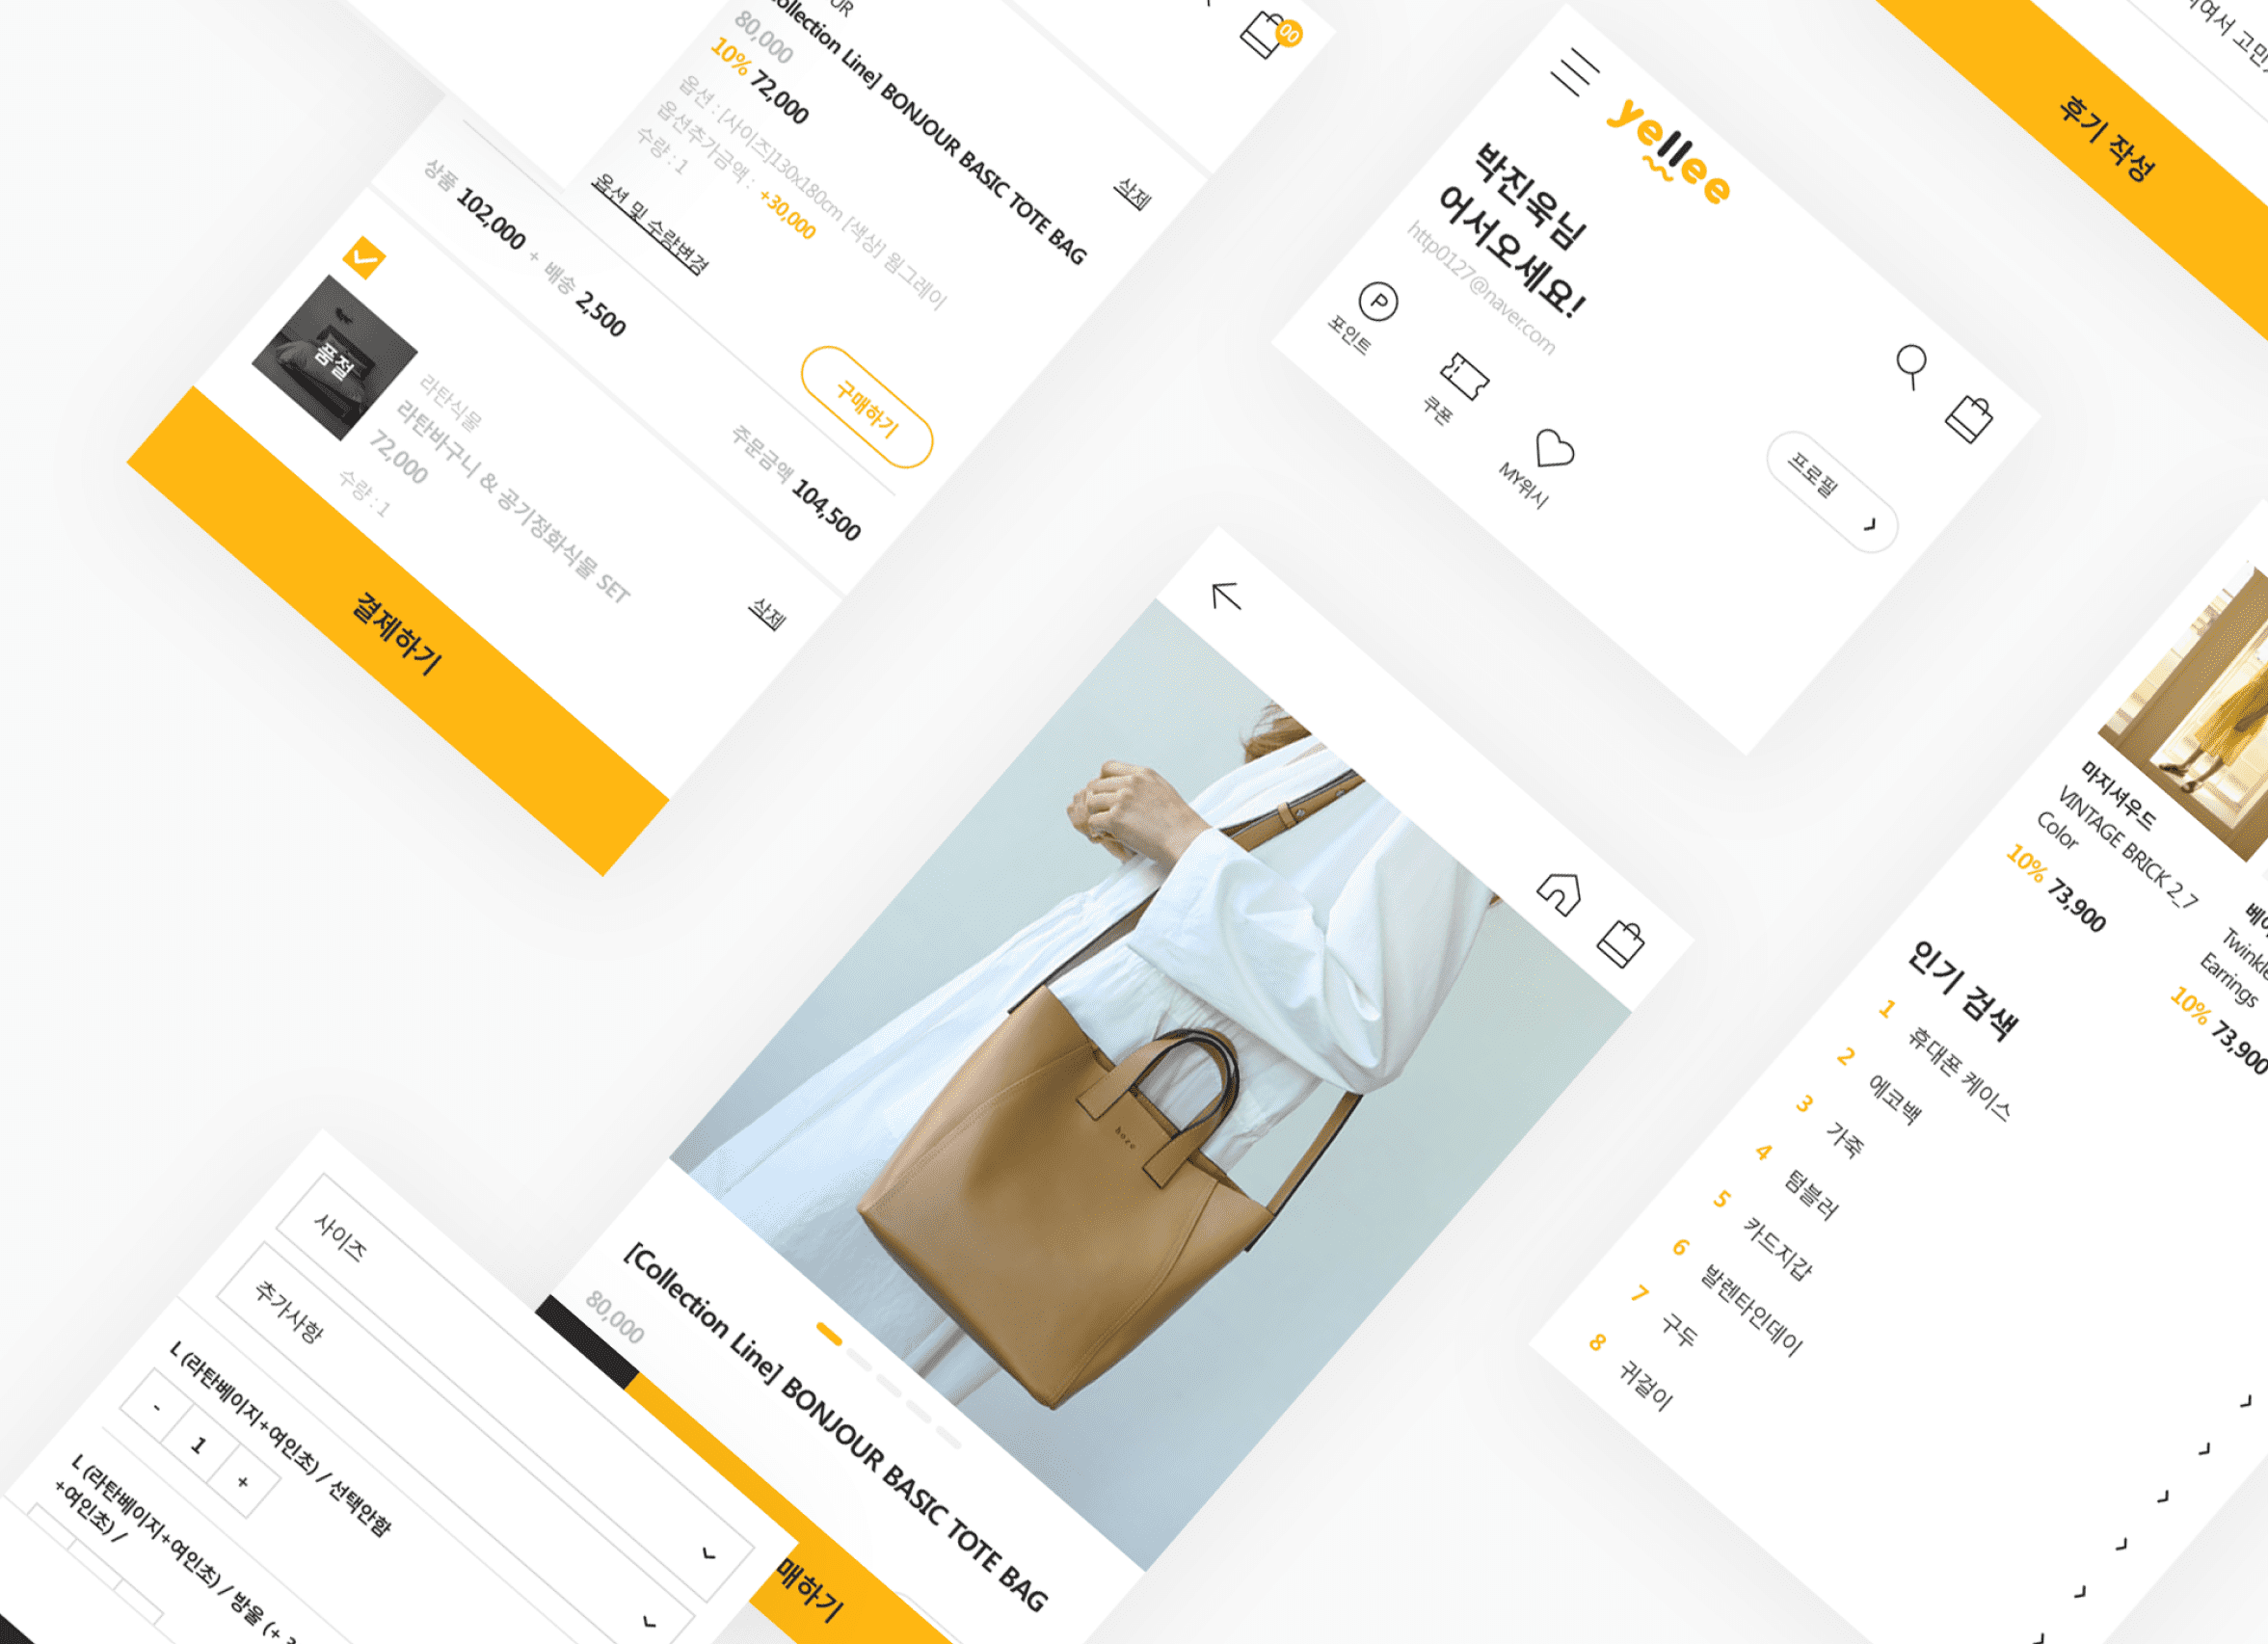 80,000
10% 72,000
Collection Line] BONJOUR BASIC TOTE BAG
옵션 : [사이즈]130x180cm [색상] 웜그레이
옵션추가금액 : +30,000
수량 : 1
옵션 및 수량변경
삭제
00
상품 102,000 + 배송 2,500
구매하기
주문금액 104,500
품절
라탄식물
라탄바구니 & 공기정화식물 SET
72,000
수량 : 1
삭제
결제하기
yellee
박진욱님
어서오세요!
http0127@naver.com
P
포인트
쿠폰
MY위시
프로필
후기 작성
hozo
[Collection Line] BONJOUR BASIC TOTE BAG
80,000
매하기
사이즈
추가사항
L (라탄베이지+여인초) / 선택안함
- 1 +
L (라탄베이지+여인초) / 방울 (+
+여인초) /
마지셔우드
VINTAGE BRICK 2_7
Color
10% 73,900
Twinkle
Earrings
10% 73,900
인기 검색
1 휴대폰 케이스
2 에코백
3 가죽
4 텀블러
5 카드지갑
6 발렌타인데이
7 구두
8 귀걸이